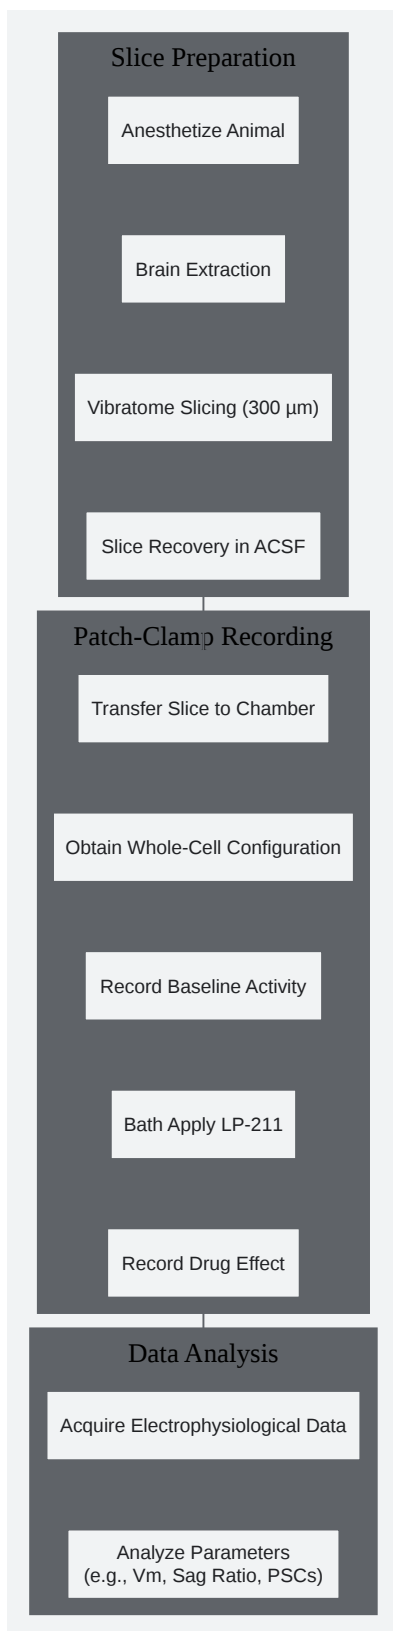 Slice Preparation
Anesthetize Animal
Brain Extraction
Vibratome Slicing (300 µm)
Slice Recovery in ACSF
Patch-Clamp Recording
Transfer Slice to Chamber
Obtain Whole-Cell Configuration
Record Baseline Activity
Bath Apply LP-211
Record Drug Effect
Data Analysis
Acquire Electrophysiological Data
Analyze Parameters
(e.g., Vm, Sag Ratio, PSCs)